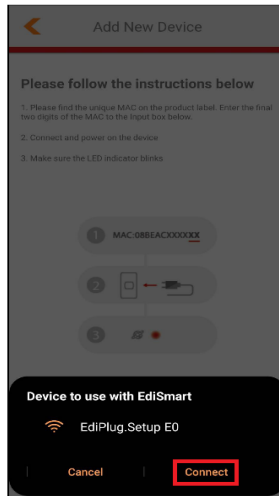 Add New Device
Please follow the instructions below
1. Please find the unique MAC on the product label. Enter the final
two digits of the MAC to the Input box below.
2. Connect and power on the device
3. Make sure the LED indicator blinks
1 MAC:08BEACXXXXXX
2
3
Device to use with EdiSmart
EdiPlug.Setup E0
Cancel Connect